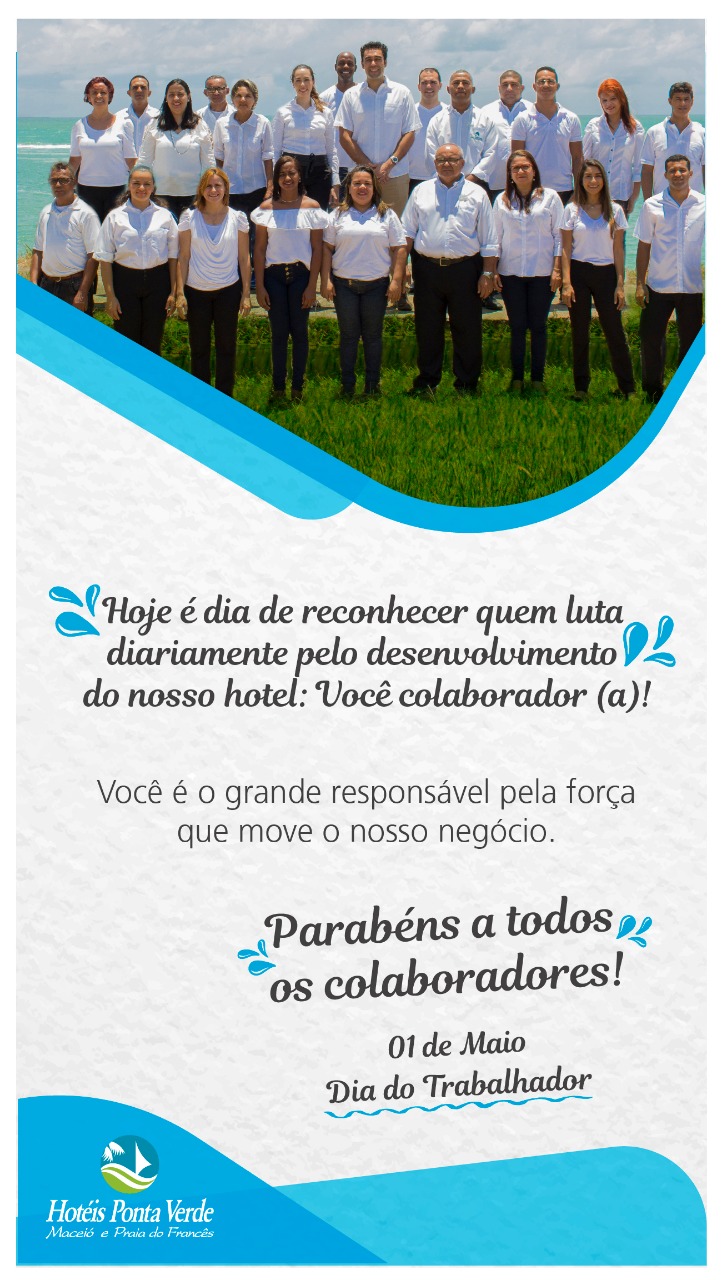 Hoje é dia de reconhecer quem luta
diariamente pelo desenvolvimento
do nosso hotel: Você colaborador (a)!
Você é o grande responsável pela força
que move o nosso negócio.
Parabéns a todos
os colaboradores!
01 de Maio
Dia do Trabalhador
Hotéis Ponta Verde
Maceió e Praia do Francês